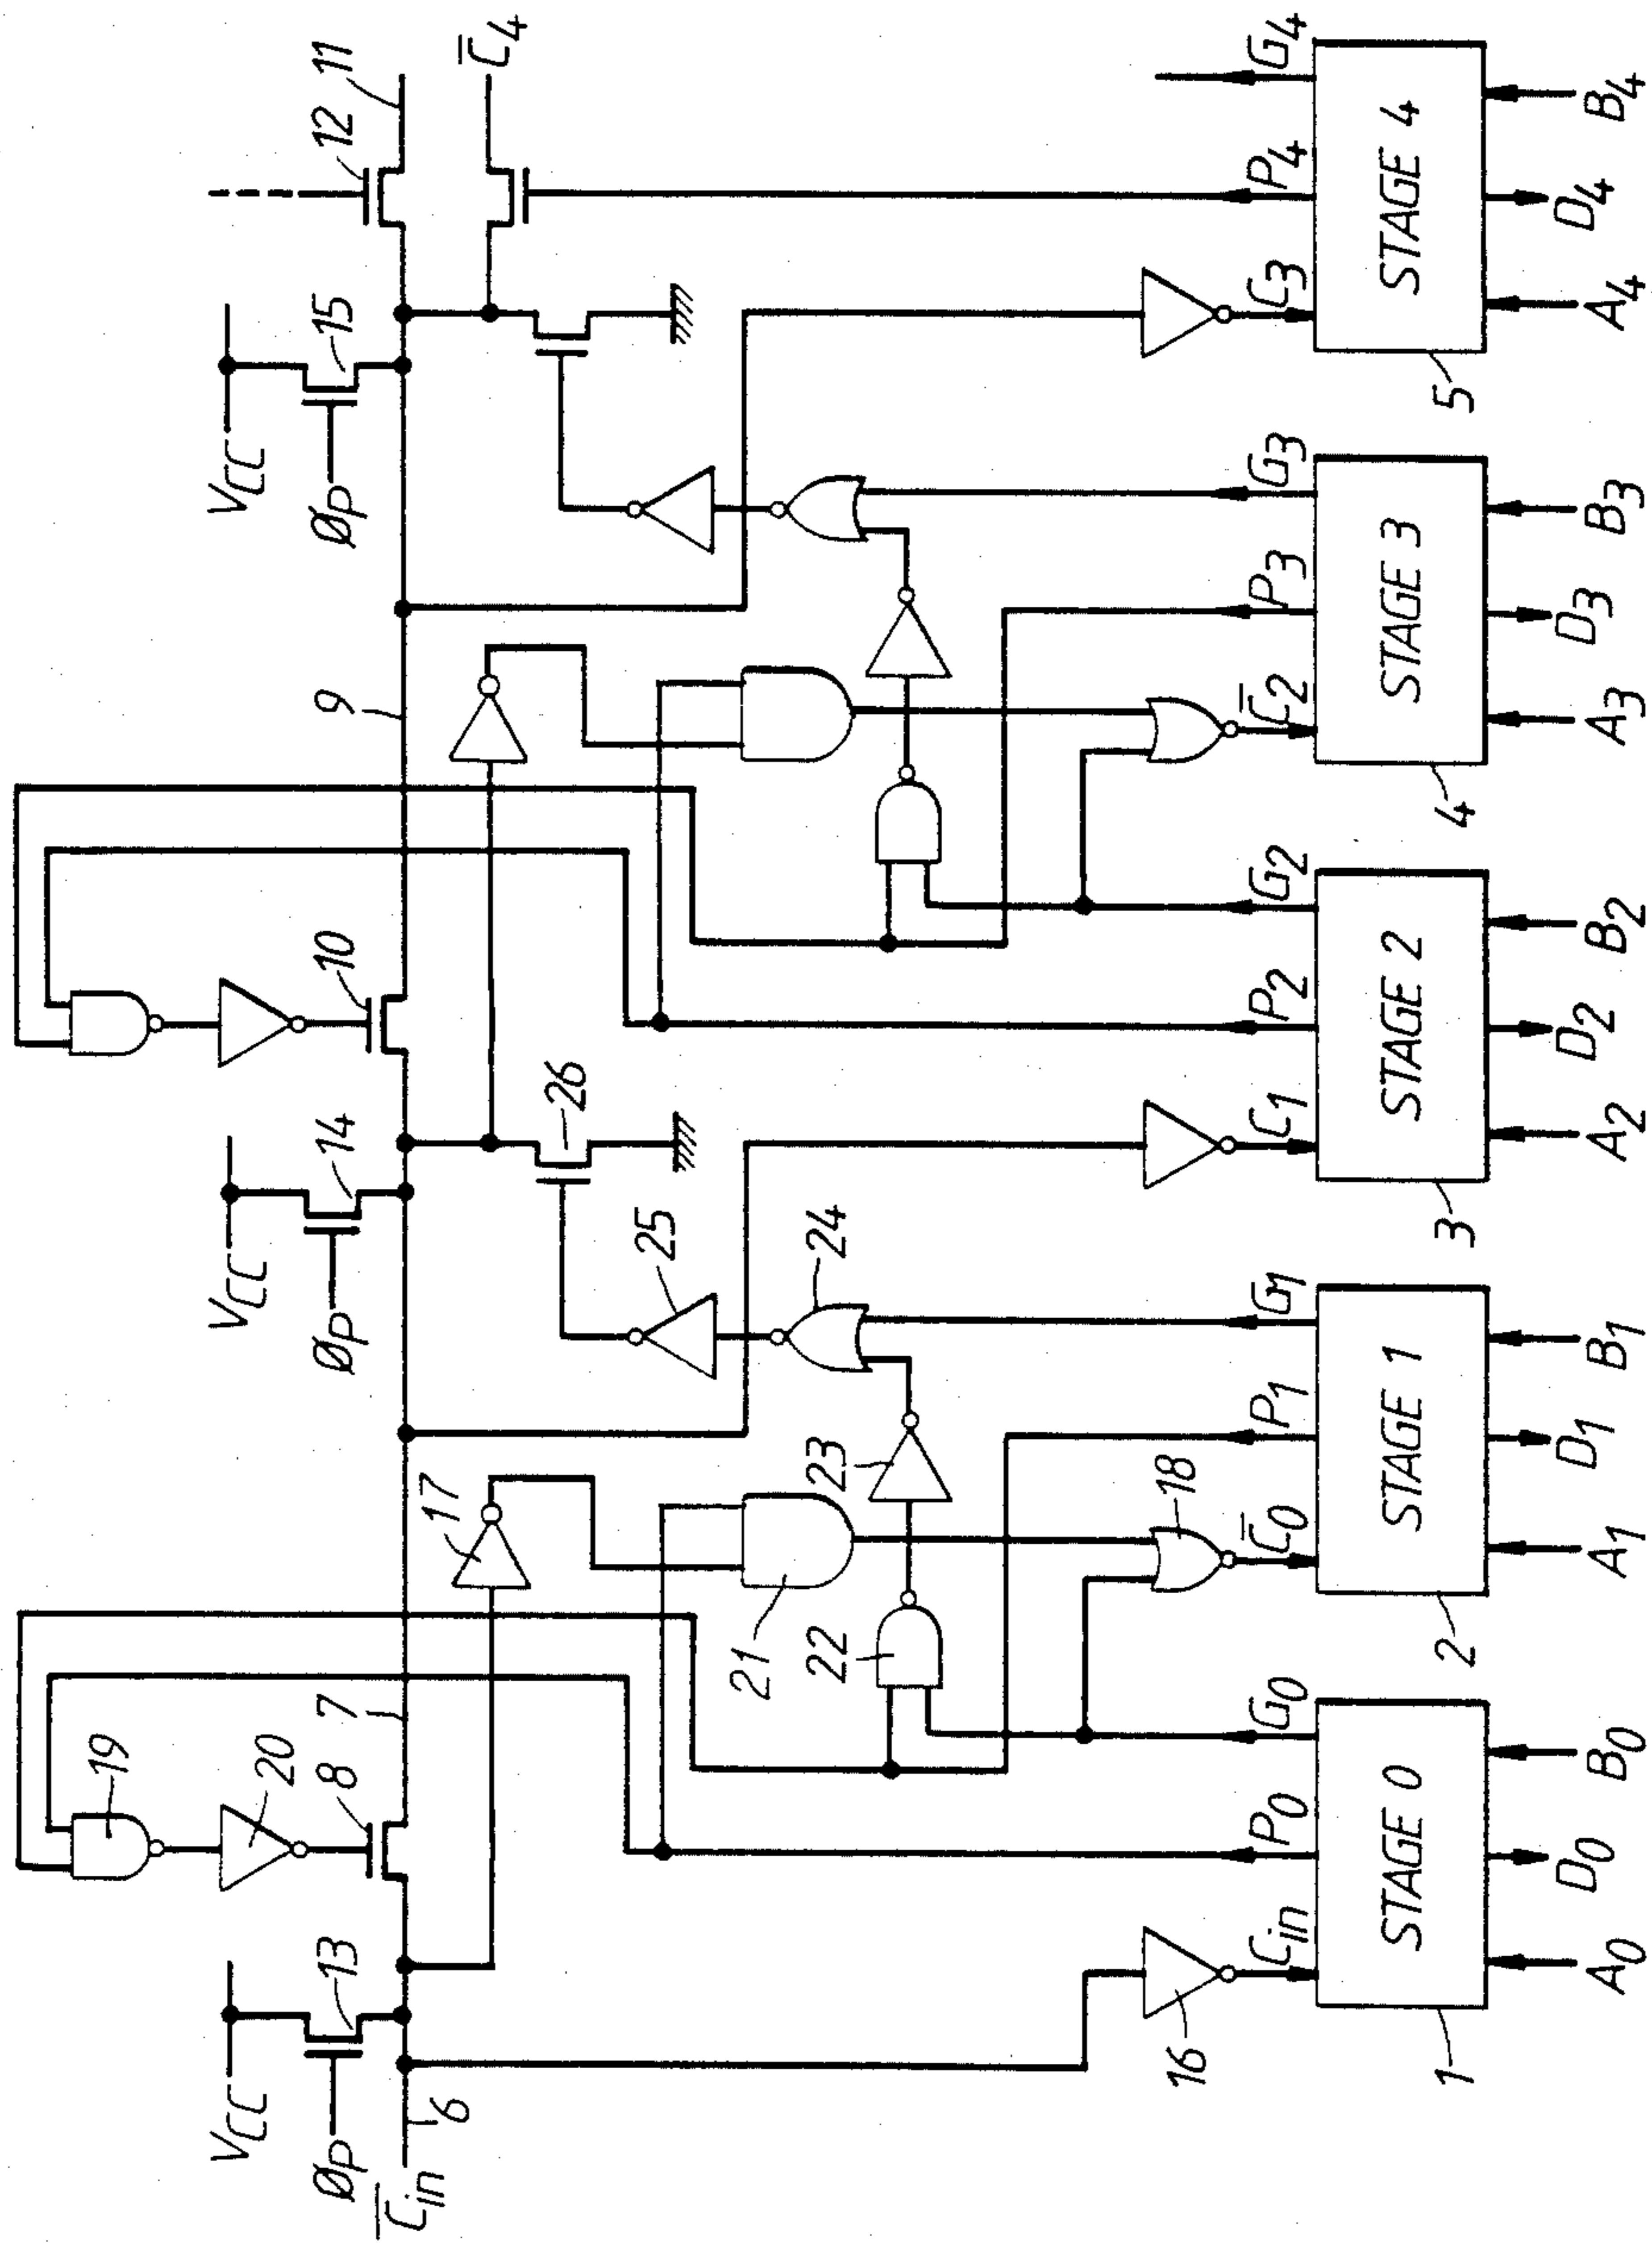 19
V_CC V_CC V_CC
20
Ø_P 13 8 Ø_P 14 10 Ø_P 15 12 11
C̅_in 6 7 9
17 C̅_4
26
25
21
22 23 24
16 18
C_in P_0 G_0 C̅_0 P_1 G_1 C_1 P_2 G_2 C̅_2 P_3 G_3 C_3 P_4 G_4
STAGE 0 STAGE 1 STAGE 2 STAGE 3 STAGE 4
1 2 3 4 5
A_0 D_0 B_0 A_1 D_1 B_1 A_2 D_2 B_2 A_3 D_3 B_3 A_4 D_4 B_4